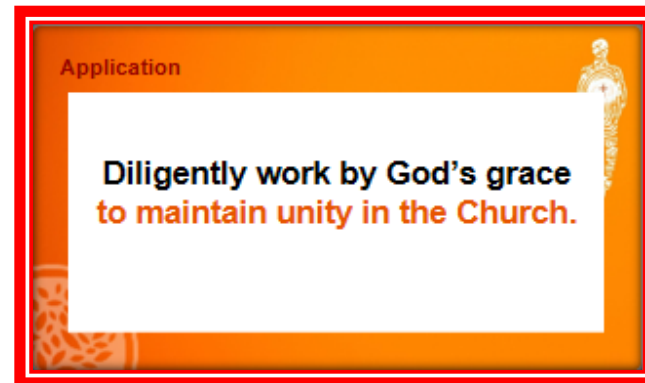 Application
Diligently work by God’s grace
to maintain unity in the Church.